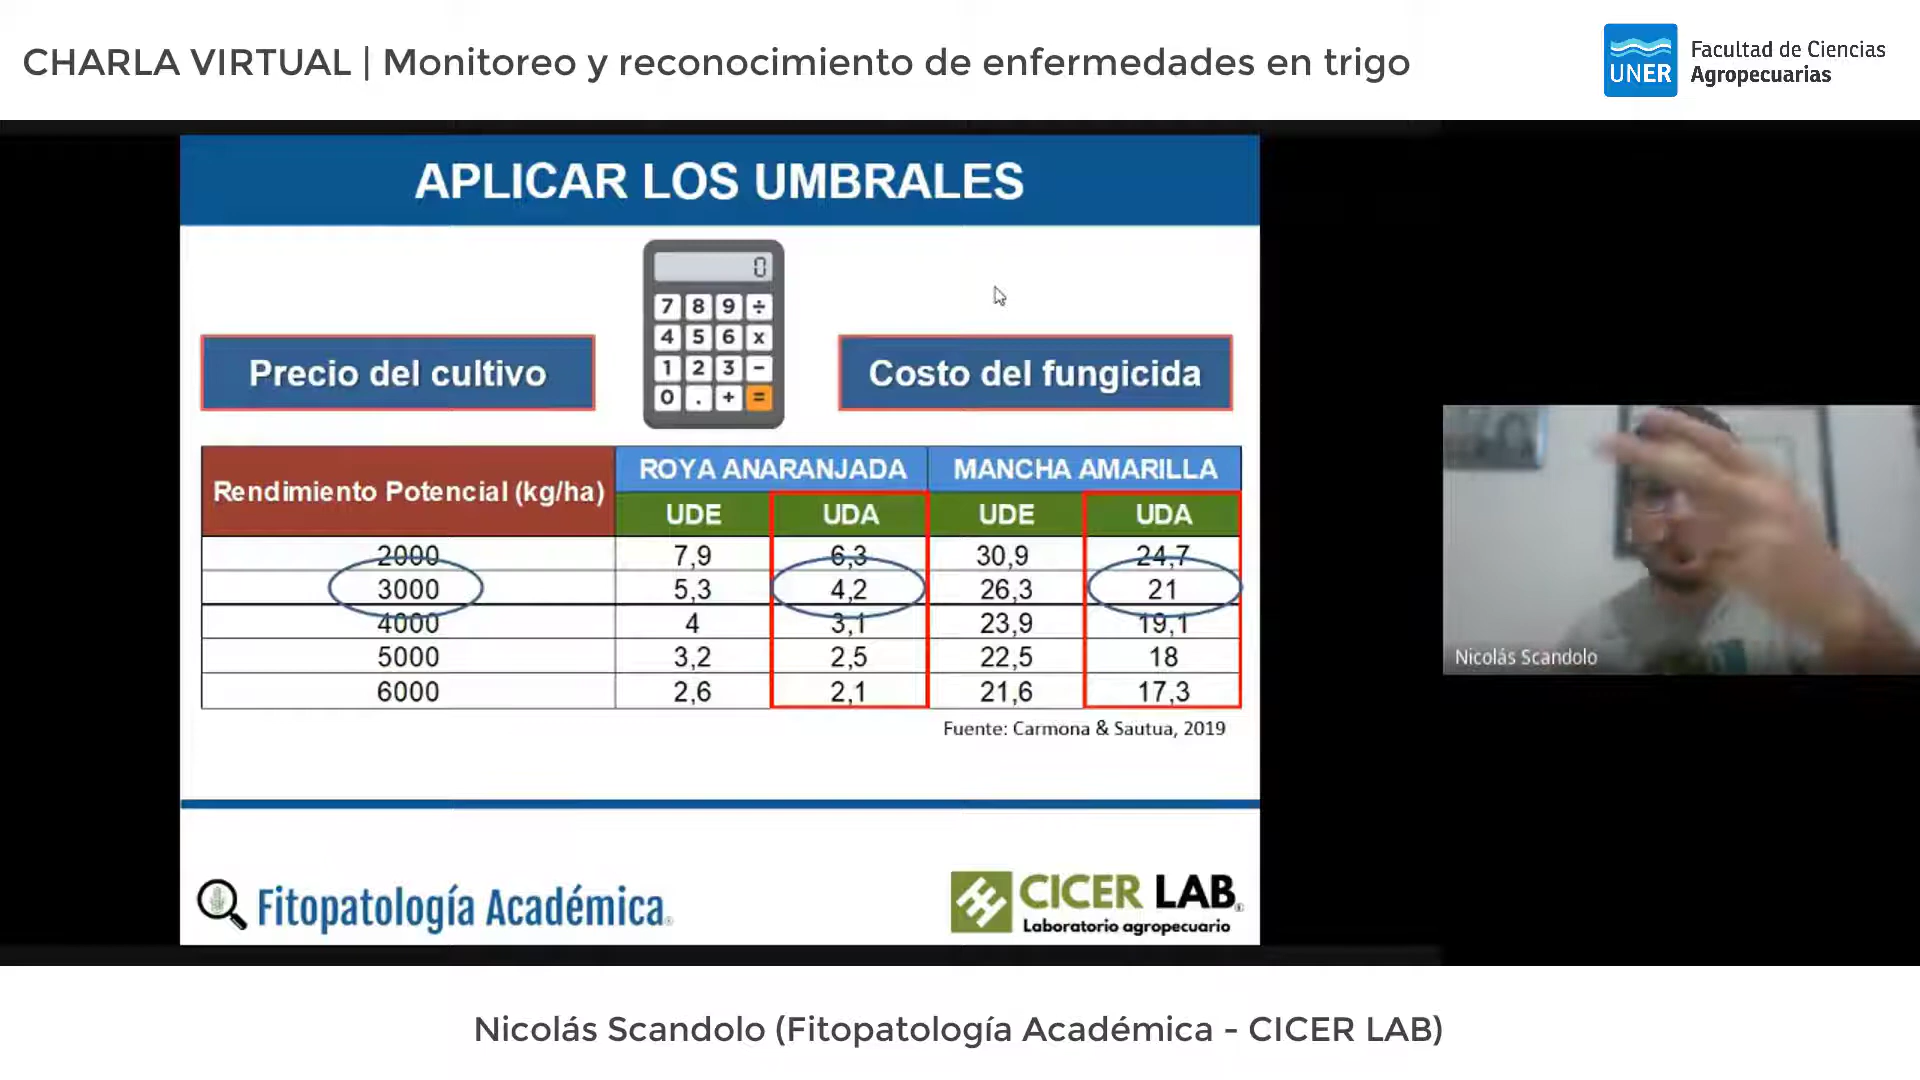 CHARLA VIRTUAL | Monitoreo y reconocimiento de enfermedades en trigo
UNER
Facultad de Ciencias
Agropecuarias
APLICAR LOS UMBRALES
0
7 8 9 ÷
4 5 6 x
1 2 3 −
0 . + =
Precio del cultivo
Costo del fungicida
Rendimiento Potencial (kg/ha) ROYA ANARANJADA MANCHA AMARILLA
UDE UDA UDE UDA
2000 7,9 6,3 30,9 24,7
3000 5,3 4,2 26,3 21
4000 4 3,1 23,9 19,1
5000 3,2 2,5 22,5 18
6000 2,6 2,1 21,6 17,3
Fuente: Carmona & Sautua, 2019
Nicolás Scandolo
Fitopatología Académica
CICER LAB
Laboratorio agropecuario
Nicolás Scandolo (Fitopatología Académica - CICER LAB)